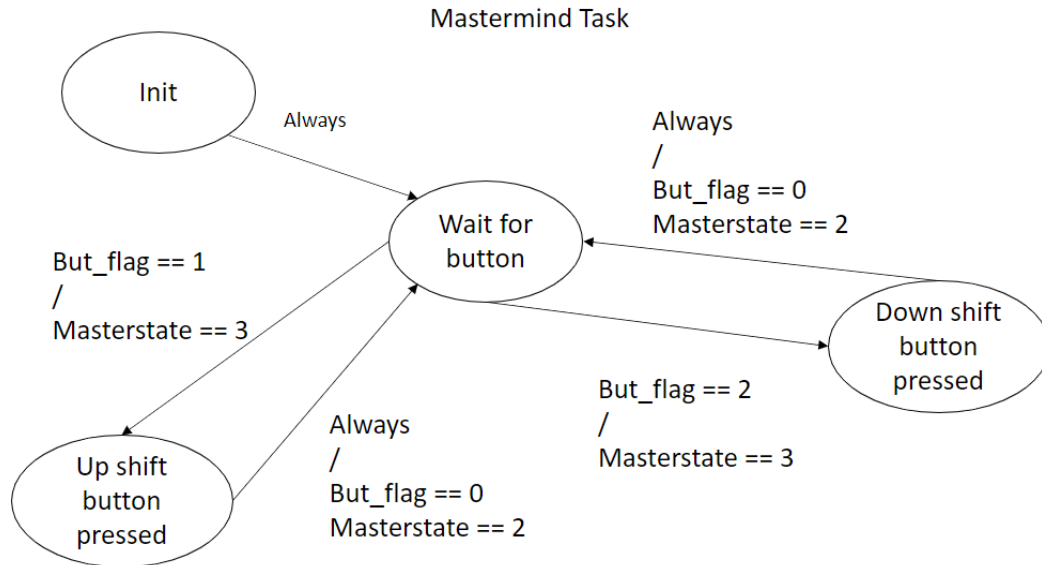 Mastermind Task
Init
Always
Always
/
But_flag == 0
Masterstate == 2
Wait for
button
But_flag == 1
/
Masterstate == 3
Down shift
button
pressed
But_flag == 2
/
Masterstate == 3
Always
/
But_flag == 0
Masterstate == 2
Up shift
button
pressed